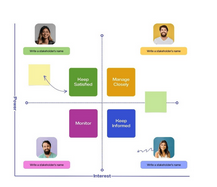 Write a stakeholder's name
Write a stakeholder's name
Keep
Satisfied
Manage
Closely
Power
Monitor
Keep
Informed
Write a stakeholder's name
Write a stakeholder's name
Interest